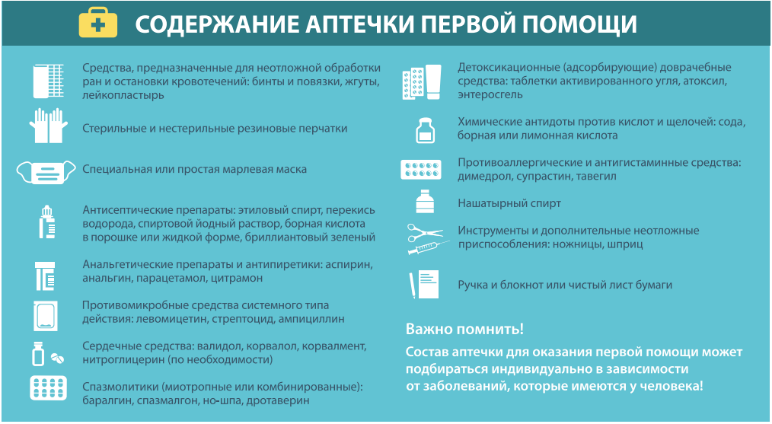 СОДЕРЖАНИЕ АПТЕЧКИ ПЕРВОЙ ПОМОЩИ
Средства, предназначенные для неотложной обработки
ран и остановки кровотечений: бинты и повязки, жгуты,
лейкопластырь
Стерильные и нестерильные резиновые перчатки
Специальная или простая марлевая маска
Антисептические препараты: этиловый спирт, перекись
водорода, спиртовой йодный раствор, борная кислота
в порошке или жидкой форме, бриллиантовый зеленый
Анальгетические препараты и антипиретики: аспирин,
анальгин, парацетамол, цитрамон
Противомикробные средства системного типа
действия: левомицетин, стрептоцид, ампициллин
Сердечные средства: валидол, корвалол, корвалмент,
нитроглицерин (по необходимости)
Спазмолитики (миотропные или комбинированные):
баралгин, спазмалгон, но-шпа, дротаверин
Детоксикационные (адсорбирующие) доврачебные
средства: таблетки активированного угля, атоксил,
энтеросгель
Химические антидоты против кислот и щелочей: сода,
борная или лимонная кислота
Противоаллергические и антигистаминные средства:
димедрол, супрастин, тавегил
Нашатырный спирт
Инструменты и дополнительные неотложные
приспособления: ножницы, шприц
Ручка и блокнот или чистый лист бумаги
Важно помнить!
Состав аптечки для оказания первой помощи может
подбираться индивидуально в зависимости
от заболеваний, которые имеются у человека!